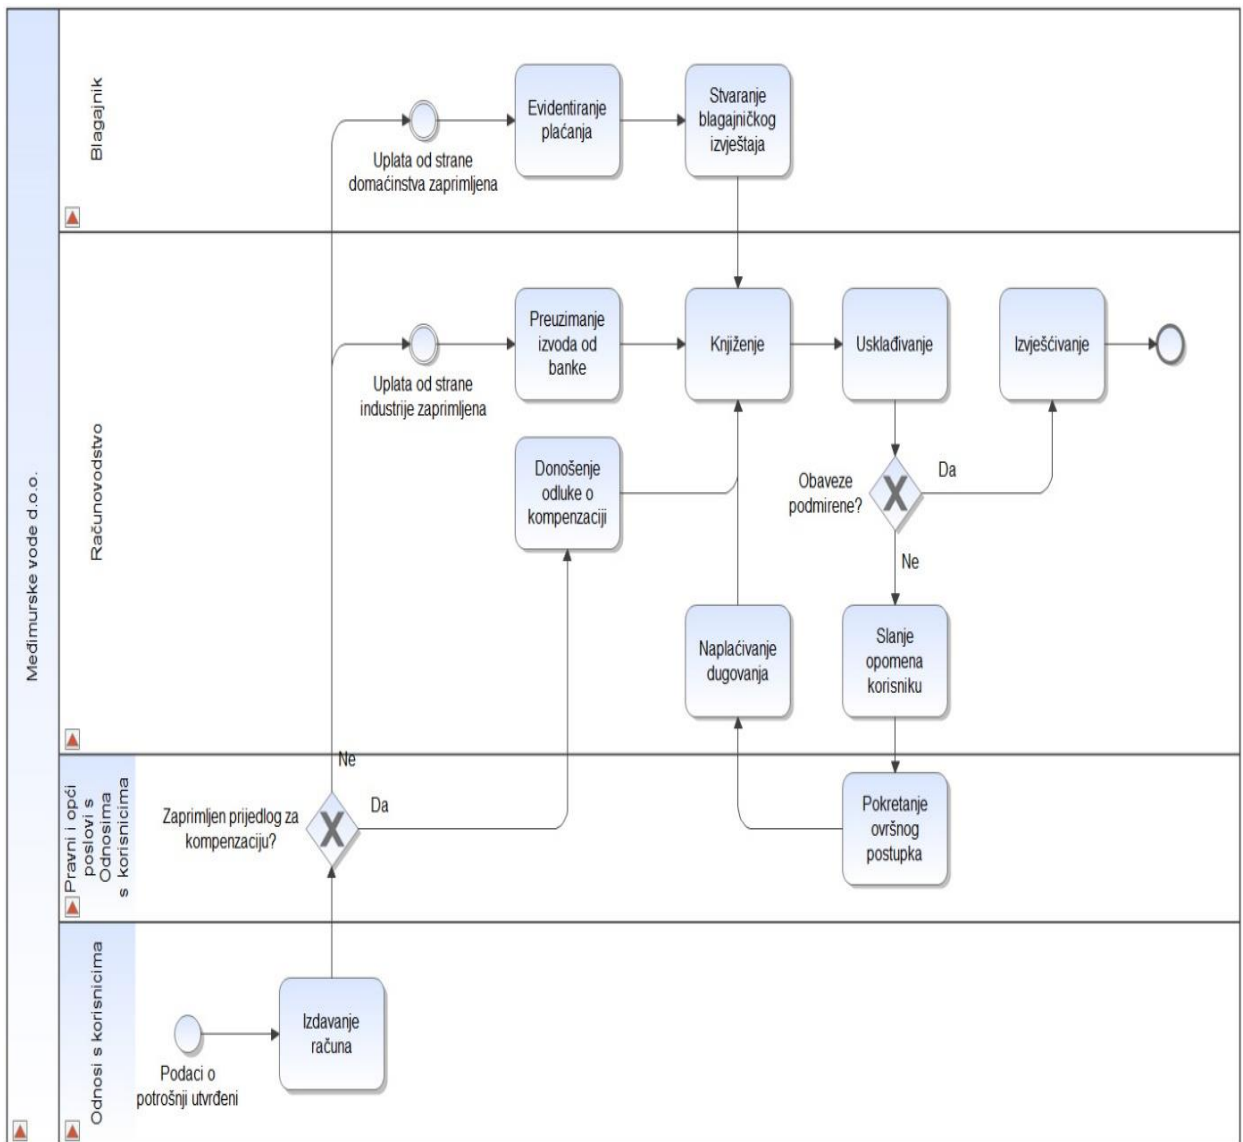 Međimurske vode d.o.o.
Blagajnik
Uplata od strane
domaćinstva zaprimljena
Evidentiranje
plaćanja
Stvaranje
blagajničkog
izvještaja
Računovodstvo
Uplata od strane
industrije zaprimljena
Preuzimanje
izvoda od
banke
Knjiženje
Usklađivanje
Izvješćivanje
Donošenje
odluke o
kompenzaciji
Obaveze
podmirene?
Da
Ne
Naplaćivanje
dugovanja
Slanje
opomena
korisniku
Pravni i opći
poslovi s
Odnosima
s korisnicima
Ne
Zaprimljen prijedlog za
kompenzaciju?
Da
Pokretanje
ovršnog
postupka
Odnosi s korisnicima
Podaci o
potrošnji utvrđeni
Izdavanje
računa